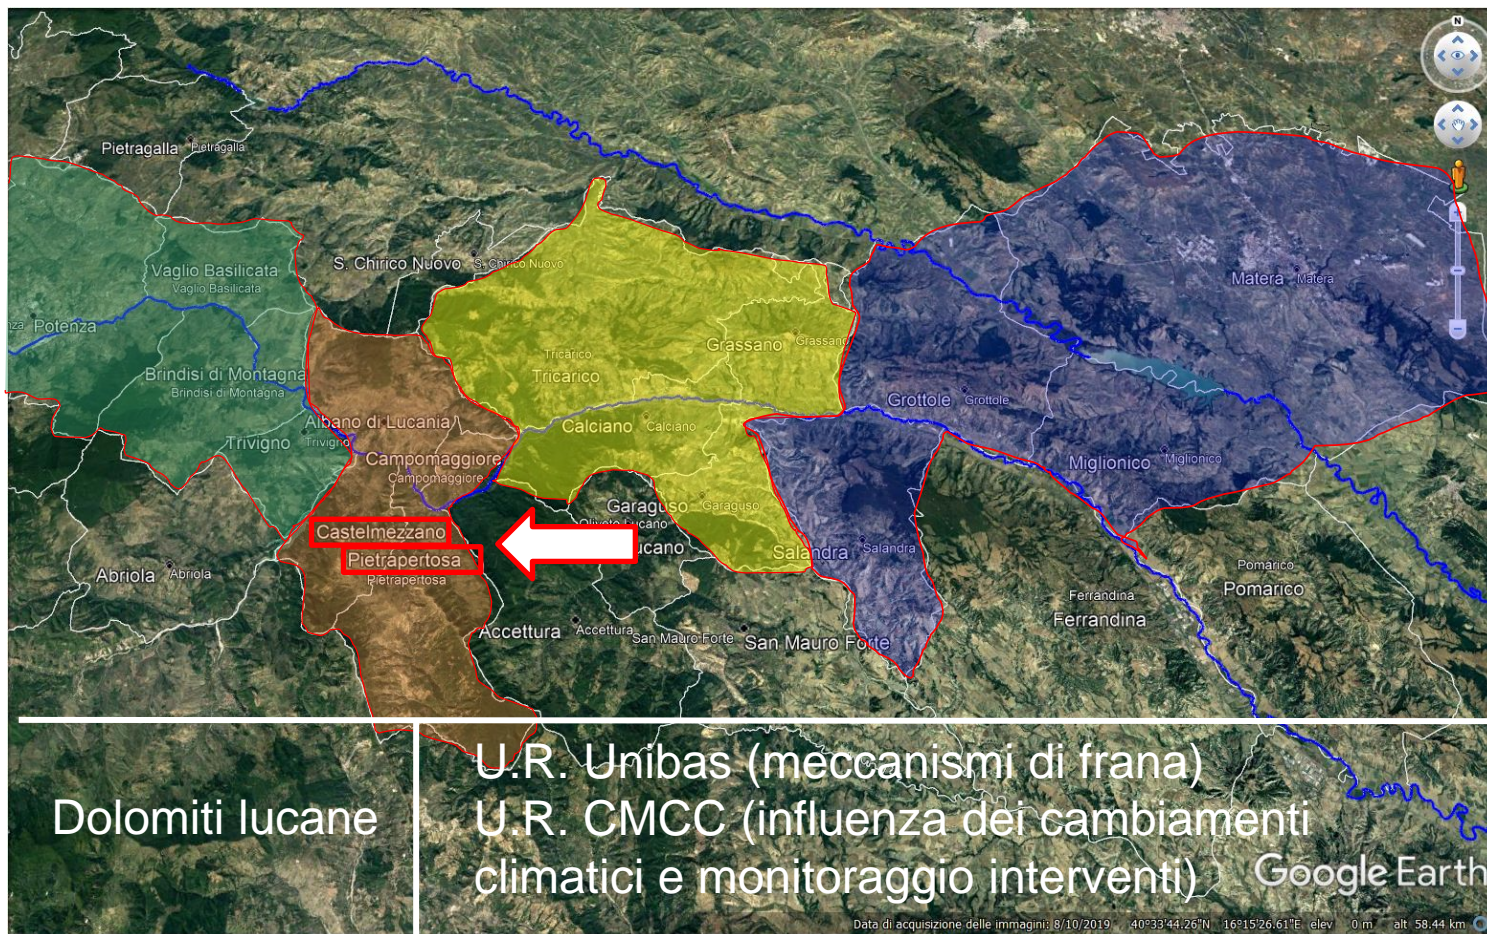 N
Pietragalla Pietragalla
S. Chirico Nuovo S. Chirico Nuovo
Vaglio Basilicata
Vaglio Basilicata
Matera Matera
nza Potenza
Grassano Grassano
Tricarico
Tricarico
Brindisi di Montagna
Brindisi di Montagna
Grottole Grottole
Albano di Lucania
Calciano Calciano
Trivigno Trivigno
Campomaggiore
Campomaggiore
Miglionico Miglionico
Garaguso Garaguso
Oliveto Lucano
ucano
Castelmezzano
Pietrapertosa
Pietrapertosa
Salandra Salandra
Abriola Abriola
Pomarico
Pomarico
Ferrandina
Ferrandina
Accettura Accettura
San Mauro Forte San Mauro Forte
Dolomiti lucane
U.R. Unibas (meccanismi di frana)
U.R. CMCC (influenza dei cambiamenti
climatici e monitoraggio interventi)
Google Earth
Data di acquisizione delle immagini: 8/10/2019 40°33'44.26"N 16°15'26.61"E elev 0 m alt 58.44 km